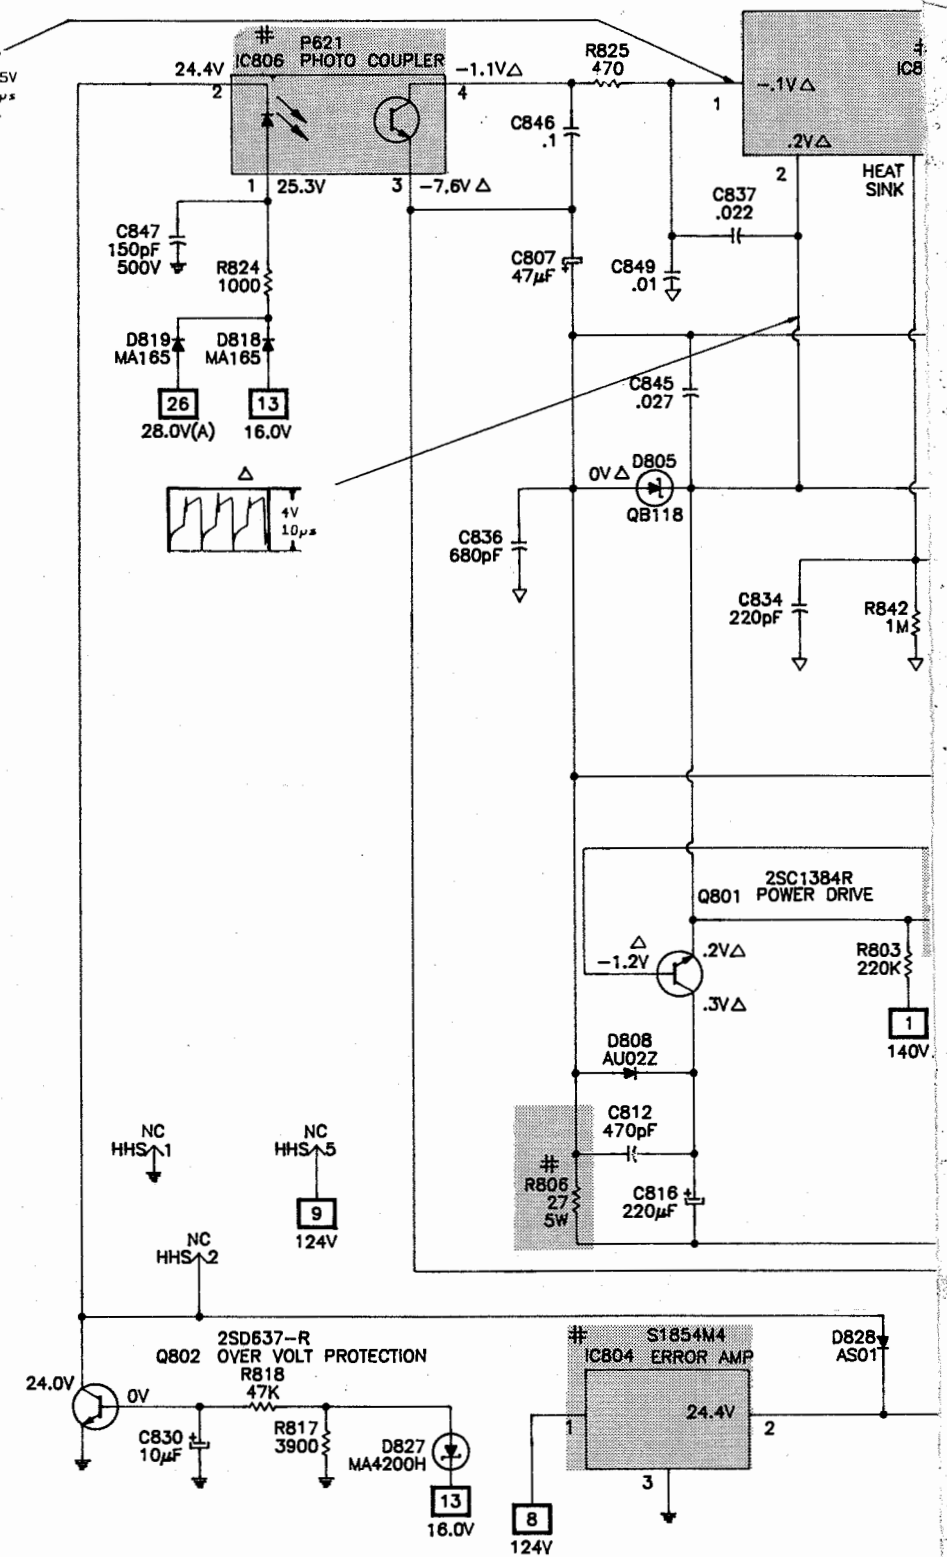 5V
µs
#
P621
IC806 PHOTO COUPLER
24.4V
2
-1.1V△
4
1
25.3V
3
-7.6V △
R825
470
#
IC8
1
-.1V△
.2V△
2
HEAT
SINK
C846
.1
C837
.022
C847
150pF
500V
R824
1000
C807
47µF
+
C849
.01
D819
MA165
D818
MA165
26
28.0V(A)
13
16.0V
C845
.027
△
4V
10µs
0V△
D805
QB118
C836
680pF
C834
220pF
R842
1M
2SC1384R
Q801 POWER DRIVE
△
-1.2V
.2V△
.3V△
R803
220K
1
140V
D808
AU02Z
C812
470pF
NC
HHS 1
NC
HHS 5
9
124V
#
R806
27
5W
C816
220µF
+
NC
HHS 2
2SD637-R
Q802 OVER VOLT PROTECTION
24.0V
0V
R818
47K
C830
10µF
+
R817
3900
D827
MA4200H
13
16.0V
#
S1854M4
IC804 ERROR AMP
D828
AS01
1
24.4V
2
3
8
124V